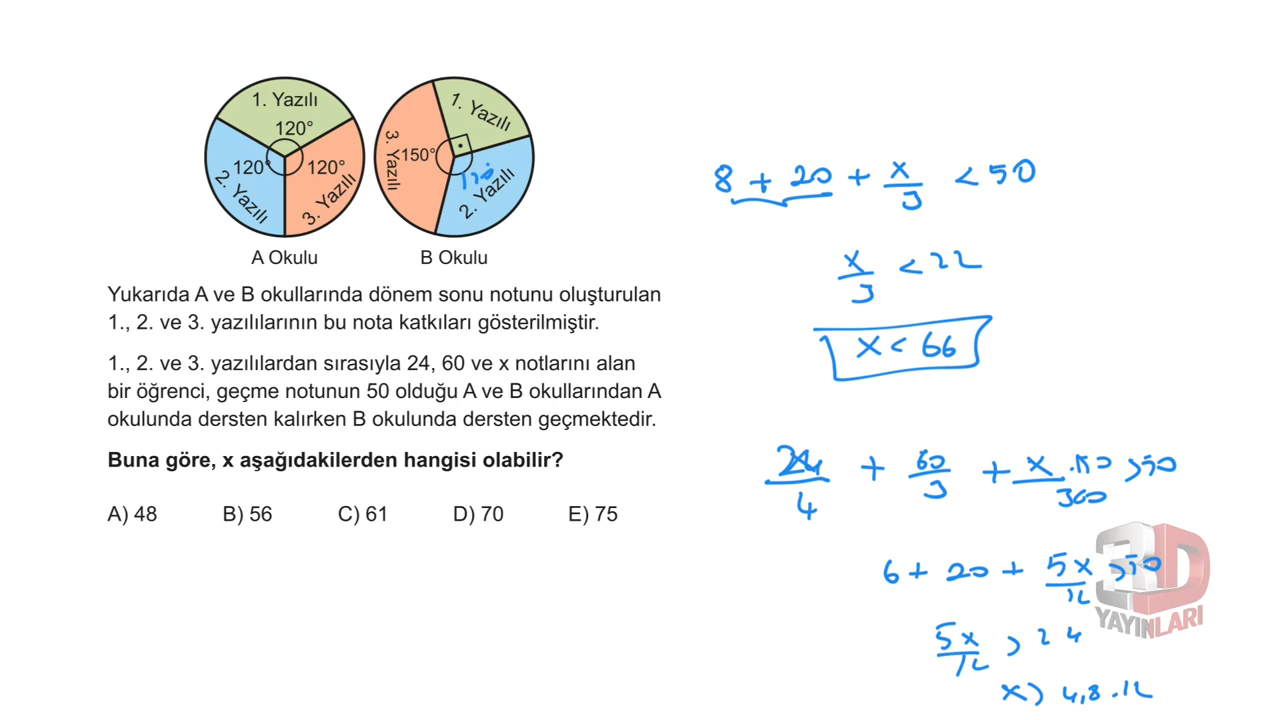 1. Yazılı
120°
120°
120°
2. Yazılı
3. Yazılı
A Okulu
1. Yazılı
150°
3. Yazılı
120°
2. Yazılı
B Okulu
Yukarıda A ve B okullarında dönem sonu notunu oluşturulan
1., 2. ve 3. yazılılarının bu nota katkıları gösterilmiştir.
1., 2. ve 3. yazılılardan sırasıyla 24, 60 ve x notlarını alan
bir öğrenci, geçme notunun 50 olduğu A ve B okullarından A
okulunda dersten kalırken B okulunda dersten geçmektedir.
Buna göre, x aşağıdakilerden hangisi olabilir?
A) 48 B) 56 C) 61 D) 70 E) 75
8 + 20 + x/3 < 50
x/3 < 22
x < 66
24/4 + 60/3 + x.150/360 > 50
6 + 20 + 5x/12 > 50
5x/12 > 24
x > 4,8.12
3D
YAYINLARI